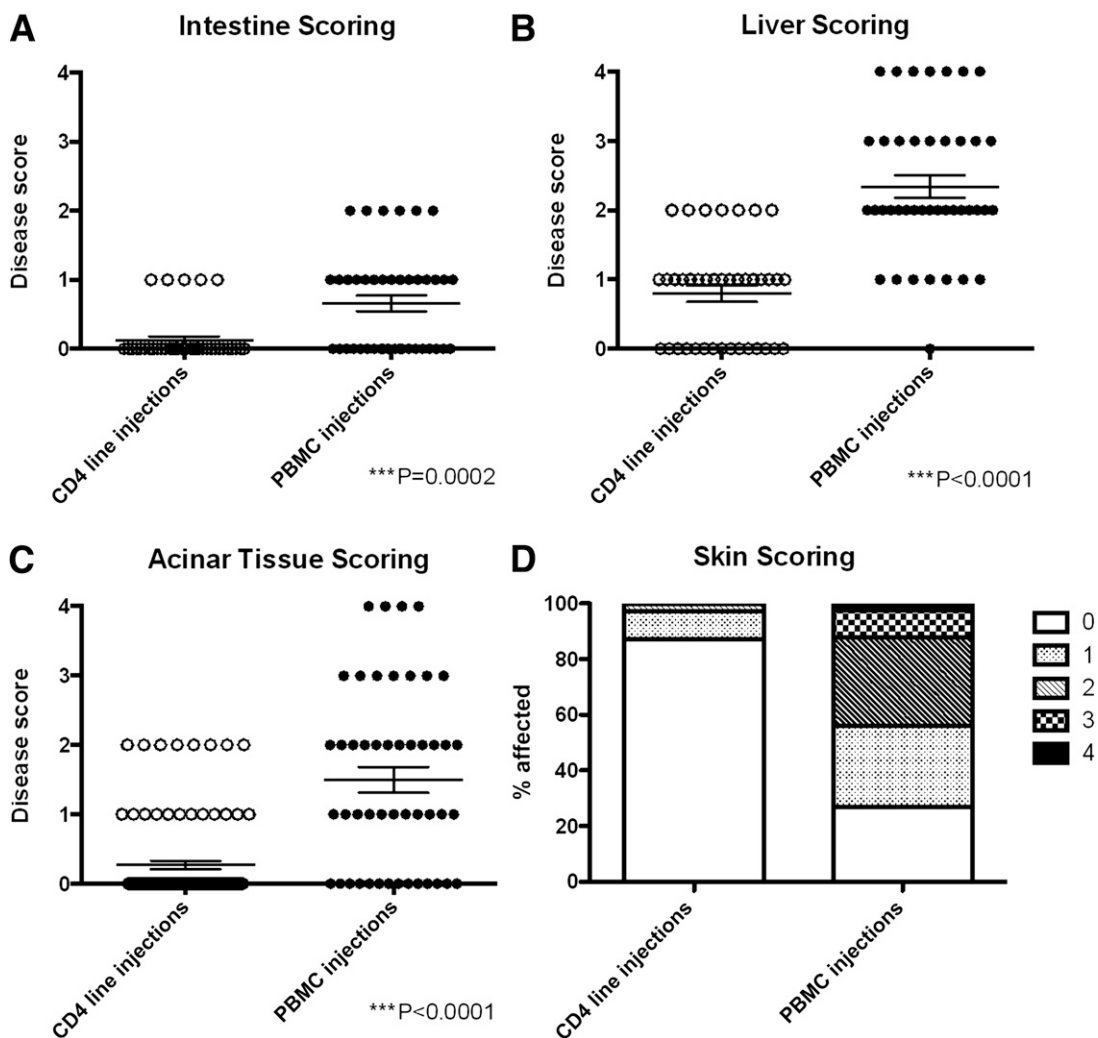 A
Intestine Scoring
Disease score
4
3
2
1
0
CD4 line injections
PBMC injections
***P=0.0002
B
Liver Scoring
Disease score
4
3
2
1
0
CD4 line injections
PBMC injections
***P<0.0001
C
Acinar Tissue Scoring
Disease score
4
3
2
1
0
CD4 line injections
PBMC injections
***P<0.0001
D
Skin Scoring
% affected
100
80
60
40
20
0
CD4 line injections
PBMC injections
0
1
2
3
4